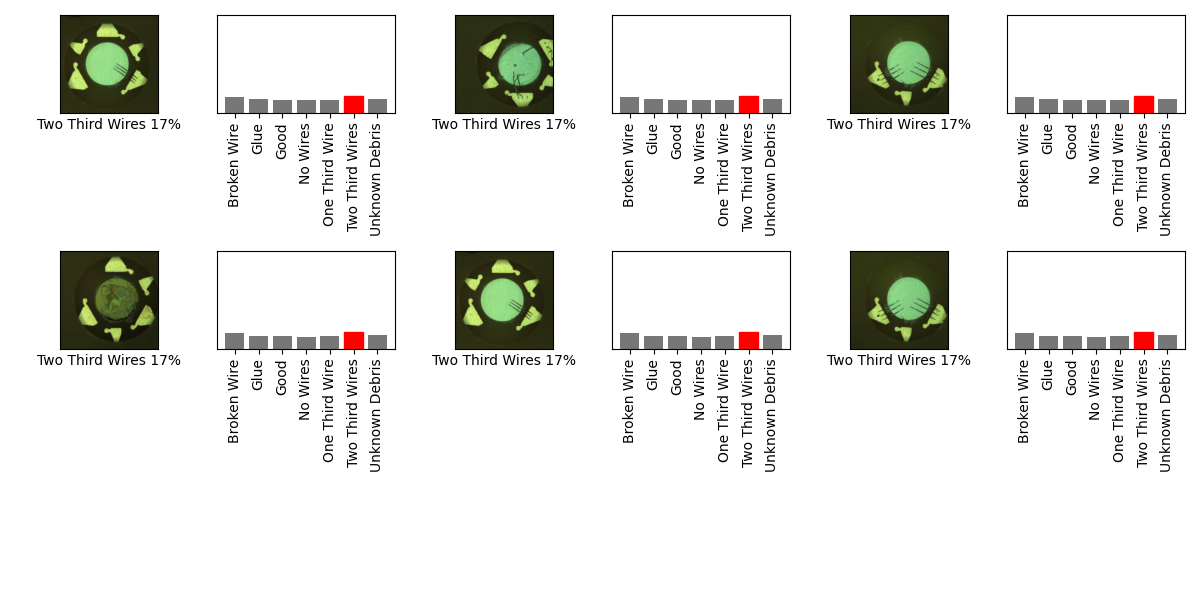 Two Third Wires 17%
Broken Wire
Glue
Good
No Wires
One Third Wire
Two Third Wires
Unknown Debris
Two Third Wires 17%
Broken Wire
Glue
Good
No Wires
One Third Wire
Two Third Wires
Unknown Debris
Two Third Wires 17%
Broken Wire
Glue
Good
No Wires
One Third Wire
Two Third Wires
Unknown Debris
Two Third Wires 17%
Broken Wire
Glue
Good
No Wires
One Third Wire
Two Third Wires
Unknown Debris
Two Third Wires 17%
Broken Wire
Glue
Good
No Wires
One Third Wire
Two Third Wires
Unknown Debris
Two Third Wires 17%
Broken Wire
Glue
Good
No Wires
One Third Wire
Two Third Wires
Unknown Debris